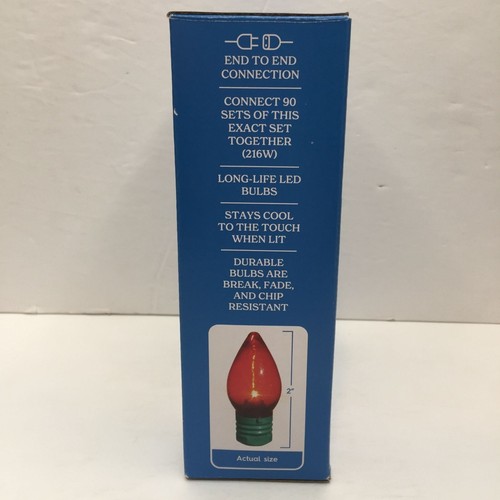 END TO END
CONNECTION
CONNECT 90
SETS OF THIS
EXACT SET
TOGETHER
(216W)
LONG-LIFE LED
BULBS
STAYS COOL
TO THE TOUCH
WHEN LIT
DURABLE
BULBS ARE
BREAK, FADE,
AND CHIP
RESISTANT
2"
Actual size